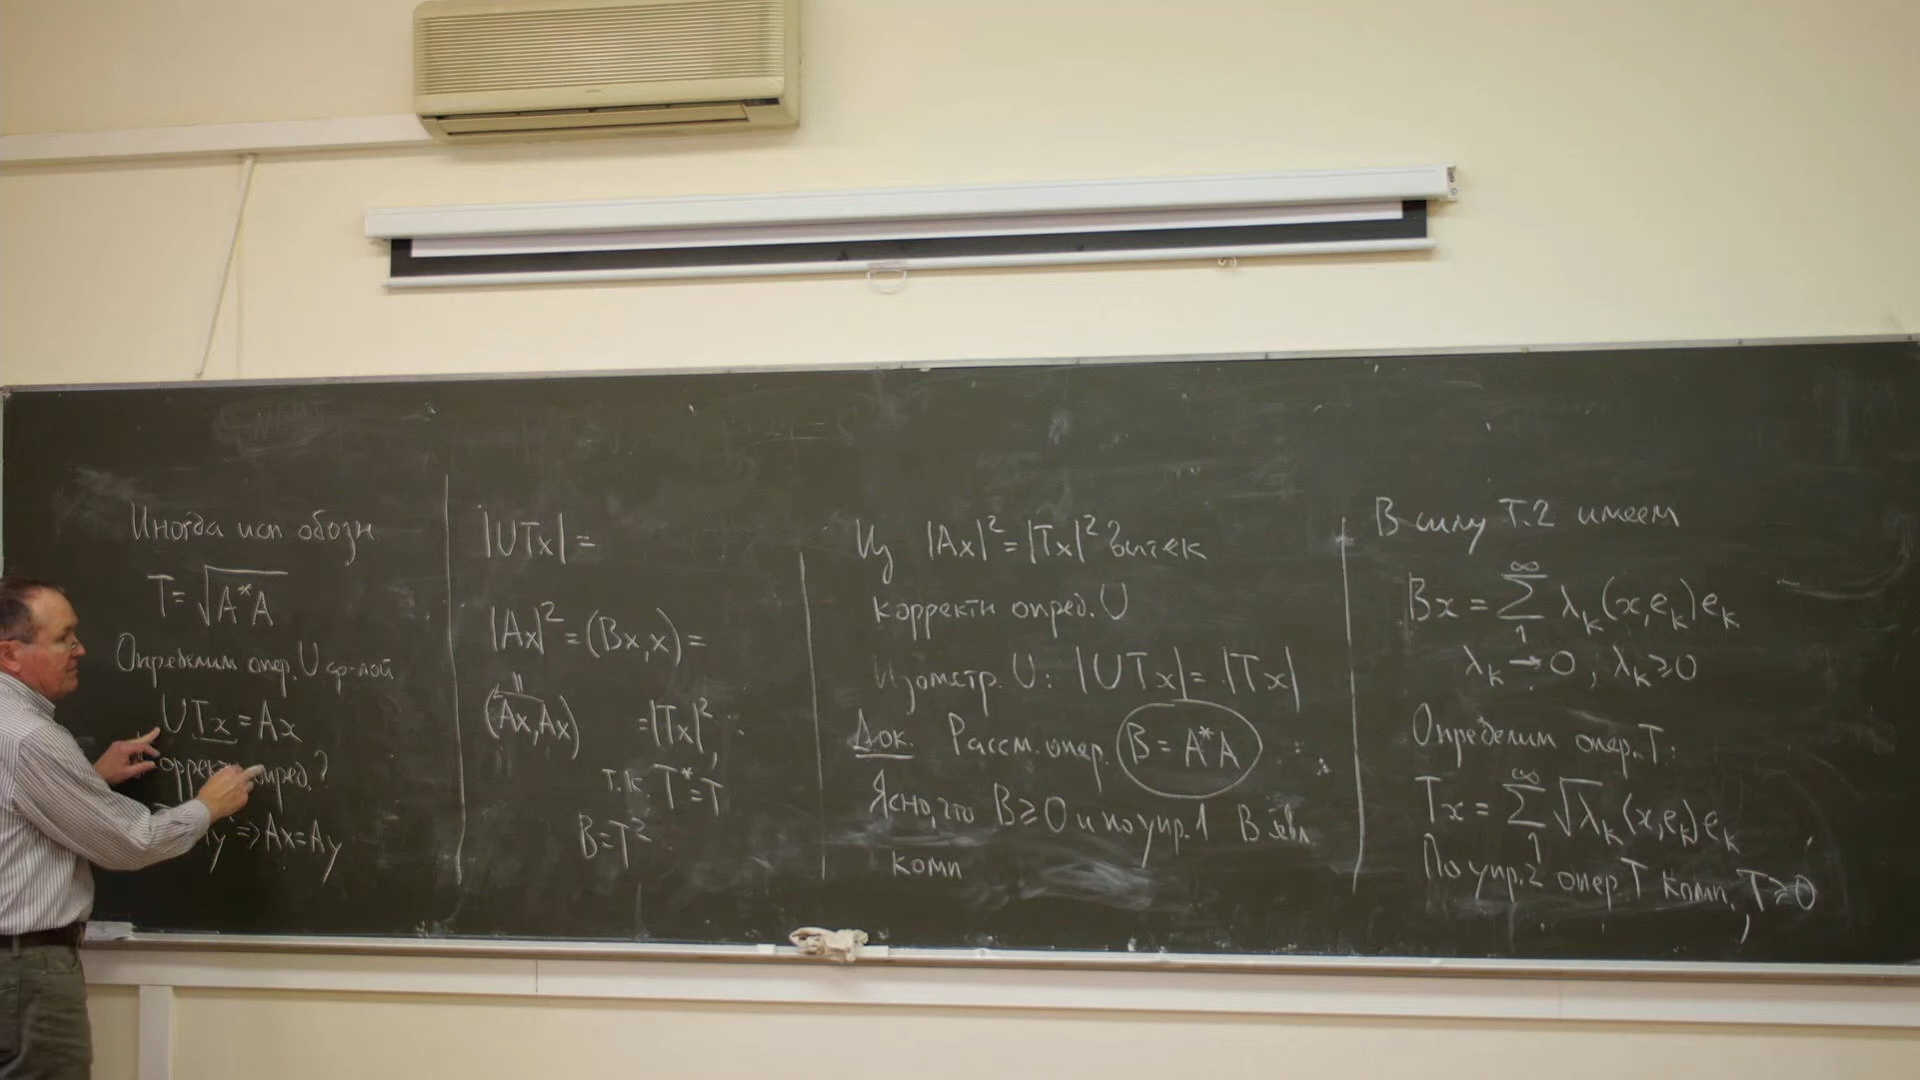 Иногда исп обозн
T = √A*A
Определим опер. U ф-лой
UTx = Ax
опред.?
Ay ⇒ Ax = Ay
|UTx| =
|Ax|² = (Bx,x) =
(Ax,Ax) = |Tx|²,
т.к. T* = T
B = T²
Из |Ax|² = |Tx|² вытек
корректн опред. U
Изометр. U: |UTx| = |Tx|
Док. Рассм. опер. B = A*A
Ясно, что B ≥ 0 и по упр. 1 B явл
комп
В силу Т.2 имеем
Bx = ∑₁^∞ λₖ(x,eₖ)eₖ
λₖ → 0, λₖ ≥ 0
Определим опер. T:
Tx = ∑₁^∞ √λₖ(x,eₖ)eₖ
По упр. 2 опер. T комп., T ≥ 0